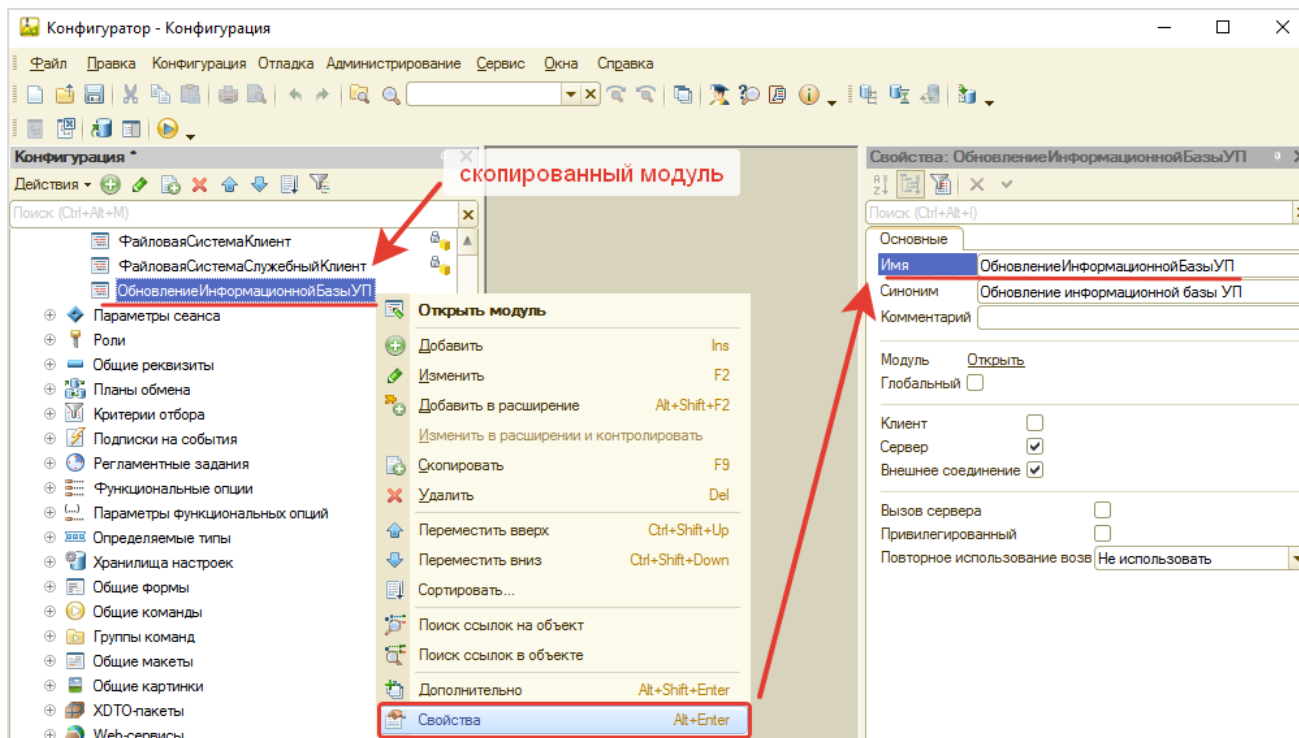 Конфигуратор - Конфигурация
Файл Правка Конфигурация Отладка Администрирование Сервис Окна Справка
Конфигурация *
скопированный модуль
Действия
Поиск (Ctrl+Alt+M)
ФайловаяСистемаКлиент
ФайловаяСистемаСлужебныйКлиент
ОбновлениеИнформационнойБазыУП
Параметры сеанса
Роли
Общие реквизиты
Планы обмена
Критерии отбора
Подписки на события
Регламентные задания
Функциональные опции
Параметры функциональных опций
Определяемые типы
Хранилища настроек
Общие формы
Общие команды
Группы команд
Общие макеты
Общие картинки
XDTO-пакеты
Web-сервисы
Открыть модуль
Добавить Ins
Изменить F2
Добавить в расширение Alt+Shift+F2
Изменить в расширении и контролировать
Скопировать F9
Удалить Del
Переместить вверх Ctrl+Shift+Up
Переместить вниз Ctrl+Shift+Down
Сортировать...
Поиск ссылок на объект
Поиск ссылок в объекте
Дополнительно Alt+Shift+Enter
Свойства Alt+Enter
Свойства: ОбновлениеИнформационнойБазыУП
Поиск (Ctrl+Alt+I)
Основные
Имя ОбновлениеИнформационнойБазыУП
Синоним Обновление информационной базы УП
Комментарий
Модуль Открыть
Глобальный
Клиент
Сервер
Внешнее соединение
Вызов сервера
Привилегированный
Повторное использование возв Не использовать